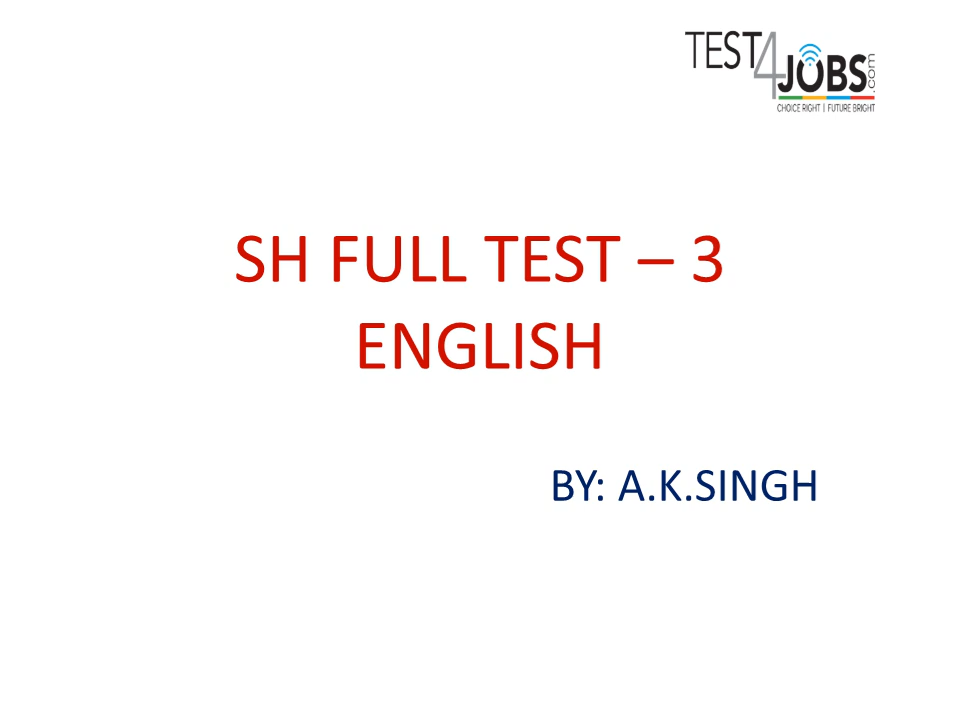 TEST4JOBS.com
CHOICE RIGHT | FUTURE BRIGHT
SH FULL TEST – 3
ENGLISH
BY: A.K.SINGH